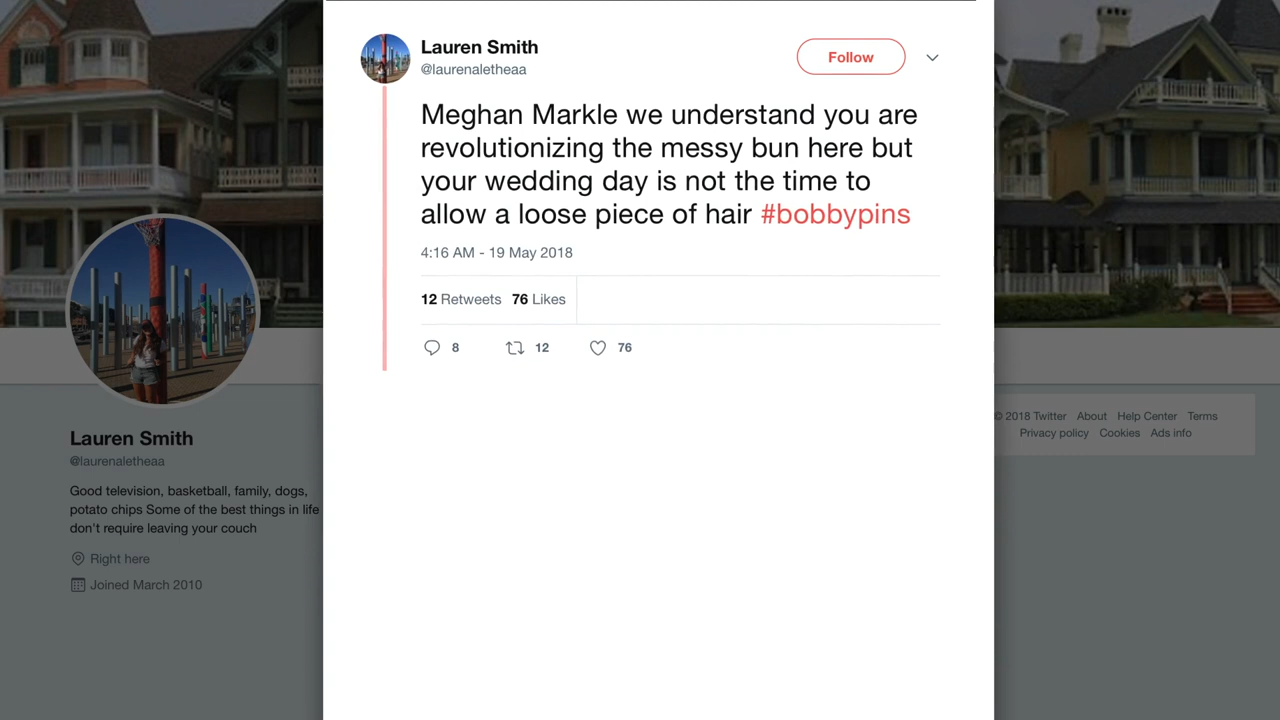 Lauren Smith
@laurenaletheaa
Follow
Meghan Markle we understand you are
revolutionizing the messy bun here but
your wedding day is not the time to
allow a loose piece of hair #bobbypins
4:16 AM - 19 May 2018
12 Retweets 76 Likes
8 12 76
Lauren Smith
@laurenaletheaa
Good television, basketball, family, dogs,
potato chips Some of the best things in life
don't require leaving your couch
Right here
Joined March 2010
© 2018 Twitter About Help Center Terms
Privacy policy Cookies Ads info